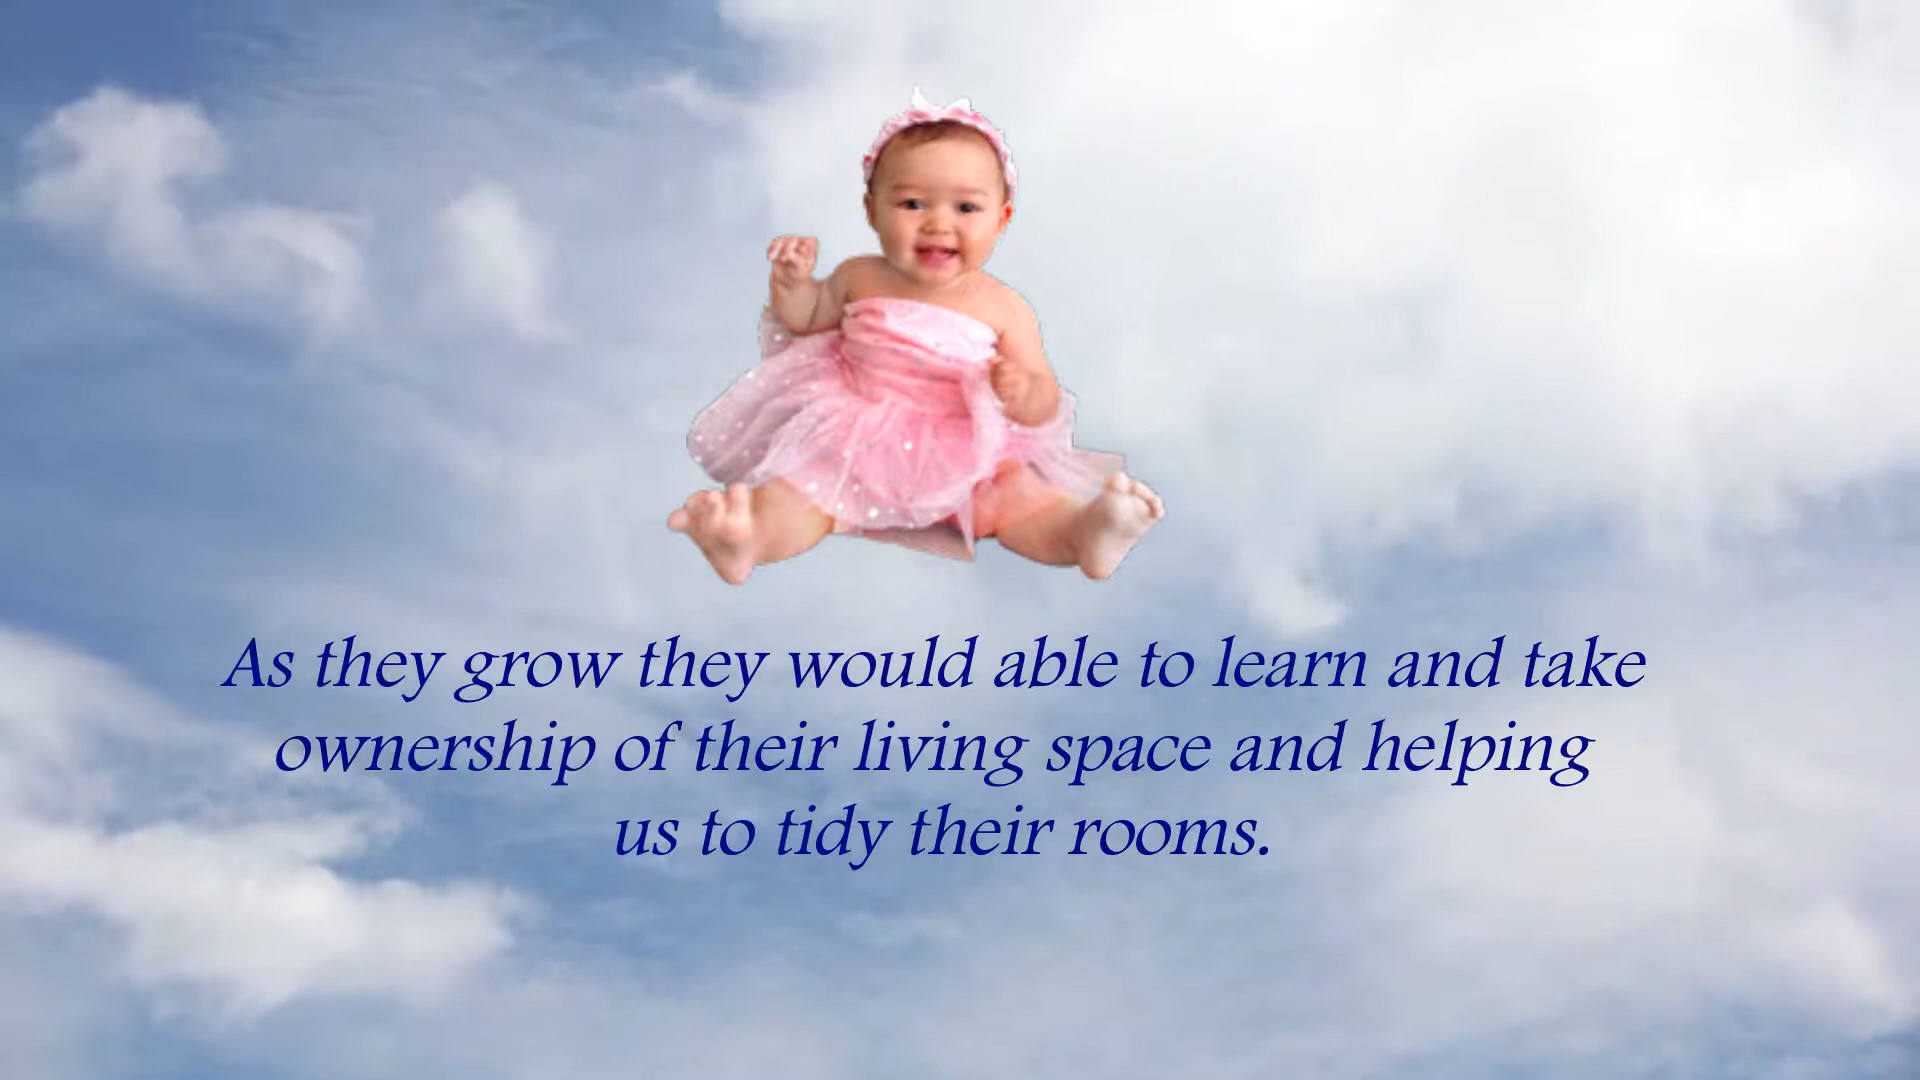 As they grow they would able to learn and take
ownership of their living space and helping
us to tidy their rooms.